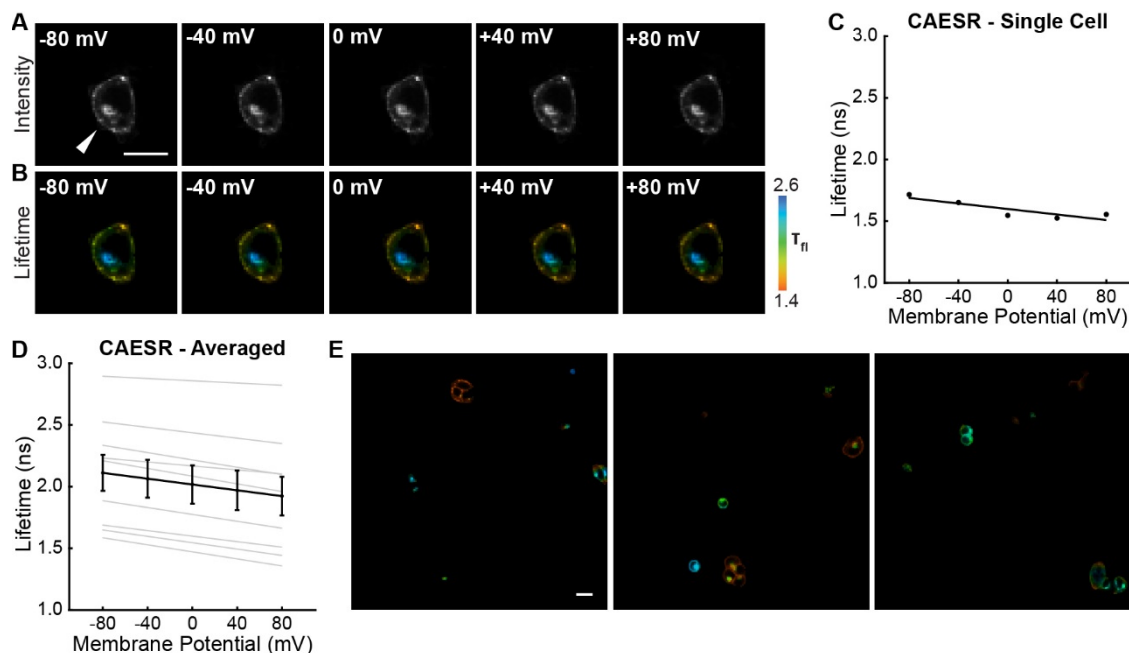 A
Intensity
-80 mV
-40 mV
0 mV
+40 mV
+80 mV
B
Lifetime
-80 mV
-40 mV
0 mV
+40 mV
+80 mV
2.6
τfl
1.4
C
CAESR - Single Cell
Lifetime (ns)
3.0
2.5
2.0
1.5
1.0
-80 -40 0 40 80
Membrane Potential (mV)
D
CAESR - Averaged
Lifetime (ns)
3.0
2.5
2.0
1.5
1.0
-80 -40 0 40 80
Membrane Potential (mV)
E